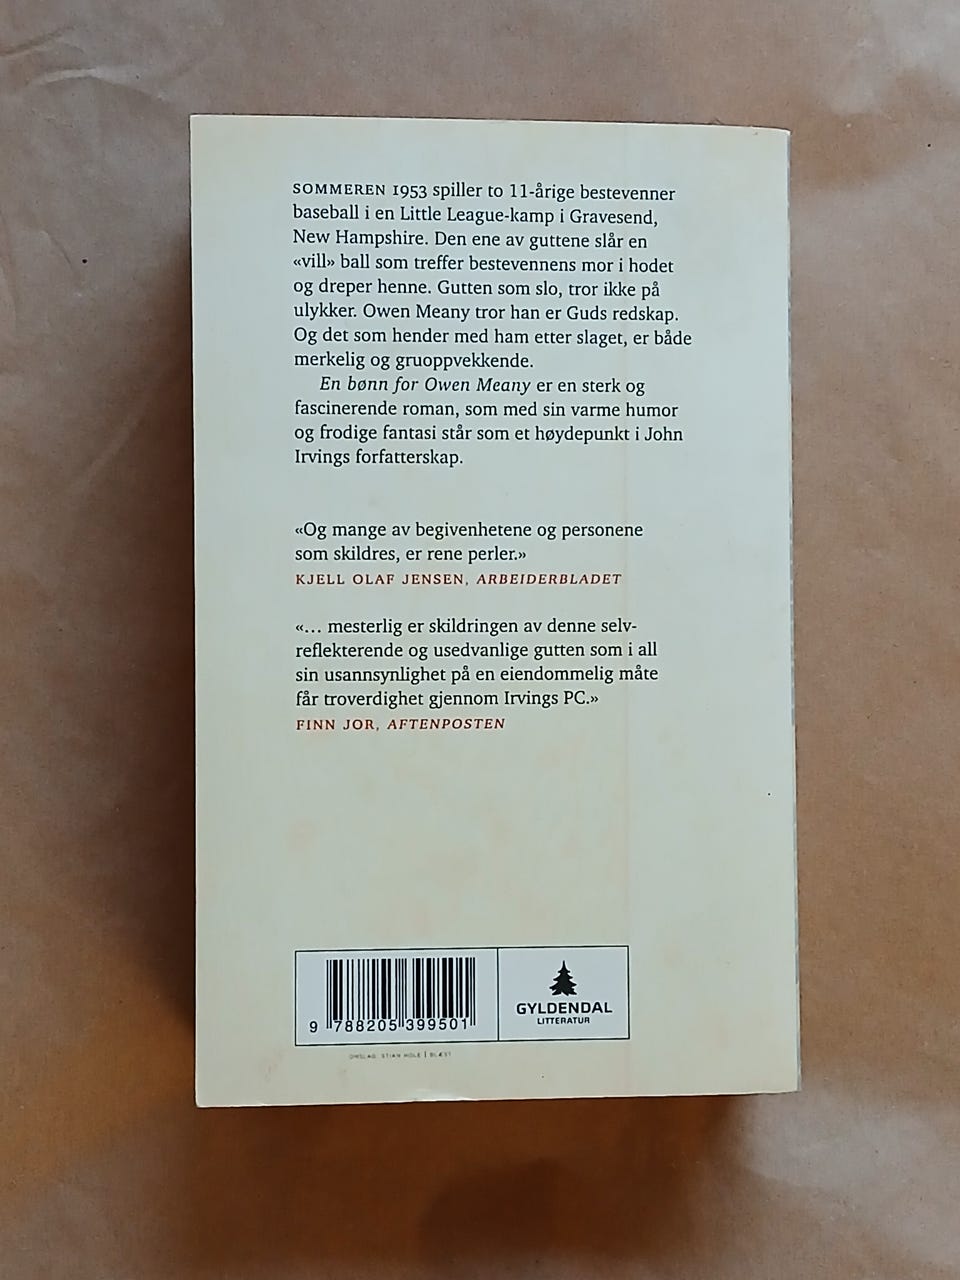 SOMMEREN 1953 spiller to 11-årige bestevenner
baseball i en Little League-kamp i Gravesend,
New Hampshire. Den ene av guttene slår en
«vill» ball som treffer bestevennens mor i hodet
og dreper henne. Gutten som slo, tror ikke på
ulykker. Owen Meany tror han er Guds redskap.
Og det som hender med ham etter slaget, er både
merkelig og gruoppvekkende.
En bønn for Owen Meany er en sterk og
fascinerende roman, som med sin varme humor
og frodige fantasi står som et høydepunkt i John
Irvings forfatterskap.
«Og mange av begivenhetene og personene
som skildres, er rene perler.»
KJELL OLAF JENSEN, ARBEIDERBLADET
«... mesterlig er skildringen av denne selv-
reflekterende og usedvanlige gutten som i all
sin usannsynlighet på en eiendommelig måte
får troverdighet gjennom Irvings PC.»
FINN JOR, AFTENPOSTEN
9 788205 399501
GYLDENDAL
LITTERATUR
OMSLAG: STIAN HOLE | BLÆST